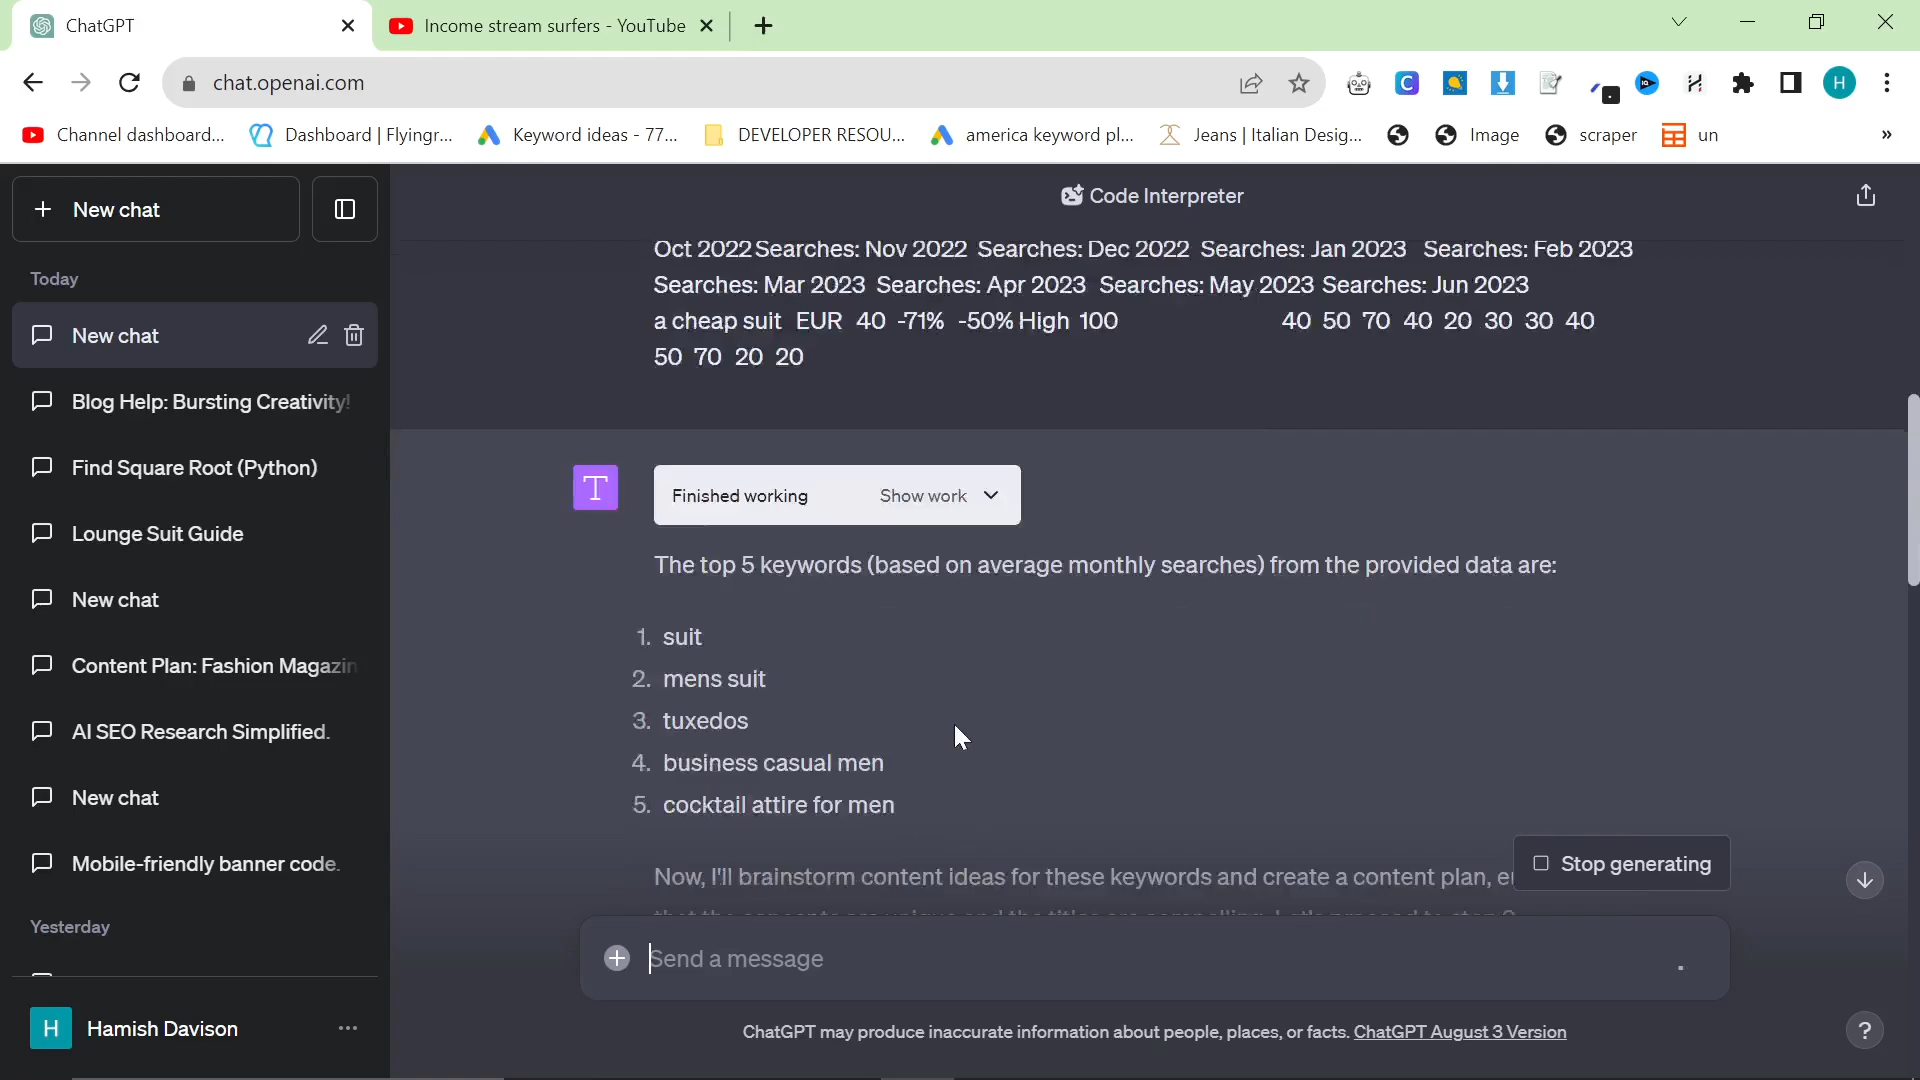 ChatGPT
Income stream surfers - YouTube
chat.openai.com
Channel dashboard...
Dashboard | Flyingr...
Keyword ideas - 77...
DEVELOPER RESOU...
america keyword pl...
Jeans | Italian Desig...
Image
scraper
un
»
New chat
Code Interpreter
Today
New chat
Blog Help: Bursting Creativity!
Find Square Root (Python)
Lounge Suit Guide
New chat
Content Plan: Fashion Magazin
AI SEO Research Simplified.
New chat
Mobile-friendly banner code.
Yesterday
H Hamish Davison
Oct 2022 Searches: Nov 2022 Searches: Dec 2022 Searches: Jan 2023 Searches: Feb 2023
Searches: Mar 2023 Searches: Apr 2023 Searches: May 2023 Searches: Jun 2023
a cheap suit EUR 40 -71% -50% High 100 40 50 70 40 20 30 30 40
50 70 20 20
T
Finished working Show work
The top 5 keywords (based on average monthly searches) from the provided data are:
1. suit
2. mens suit
3. tuxedos
4. business casual men
5. cocktail attire for men
Now, I'll brainstorm content ideas for these keywords and create a content plan, e
Stop generating
Send a message
ChatGPT may produce inaccurate information about people, places, or facts. ChatGPT August 3 Version
?